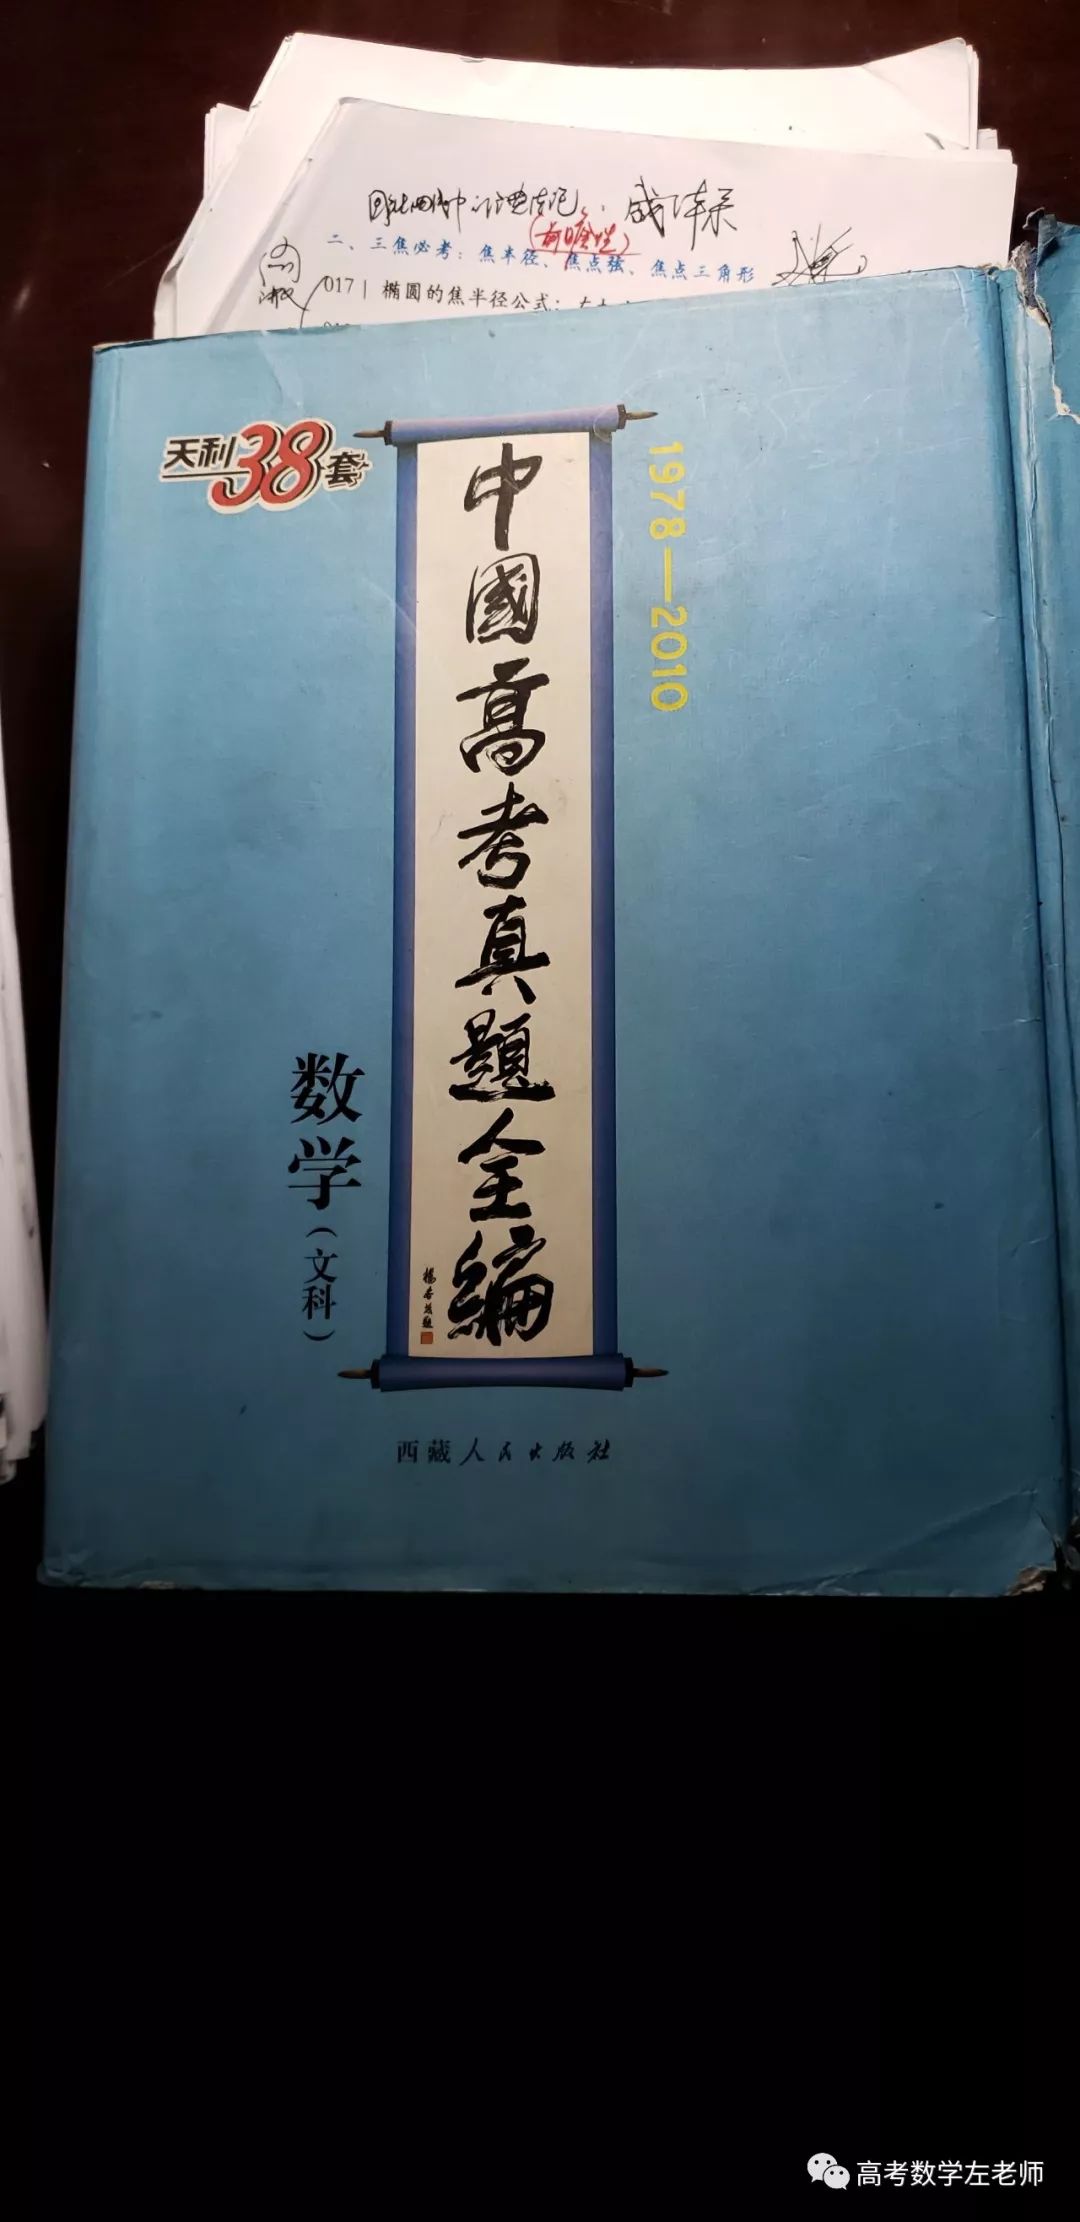 (前瞻性)
二、三焦必考：焦半径、焦点弦、焦点三角形
017| 椭圆的焦半径公式：
天利38套
中國高考真題全編
1978—2010
数学(文科)
西藏人民出版社
高考数学左老师